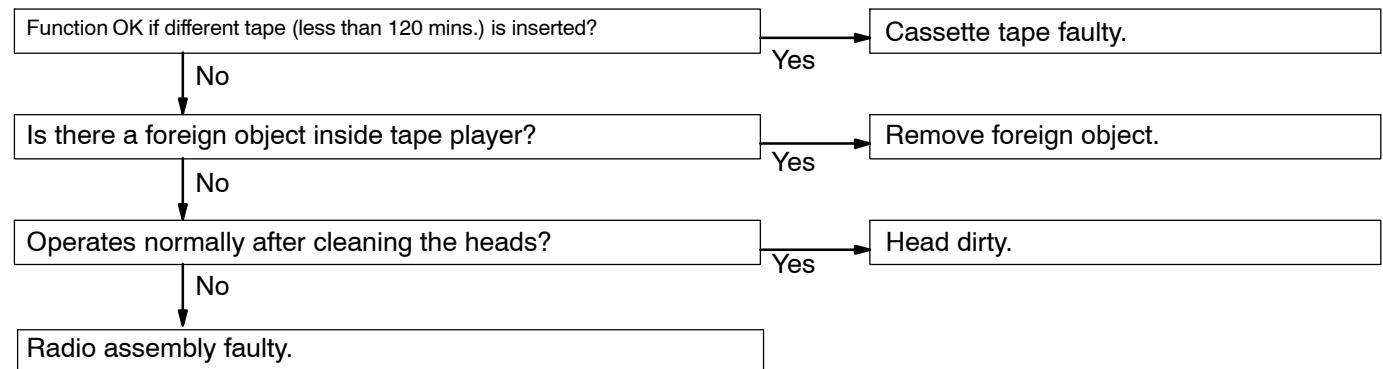 Function OK if different tape (less than 120 mins.) is inserted?
Yes
Cassette tape faulty.
No
Is there a foreign object inside tape player?
Yes
Remove foreign object.
No
Operates normally after cleaning the heads?
Yes
Head dirty.
No
Radio assembly faulty.